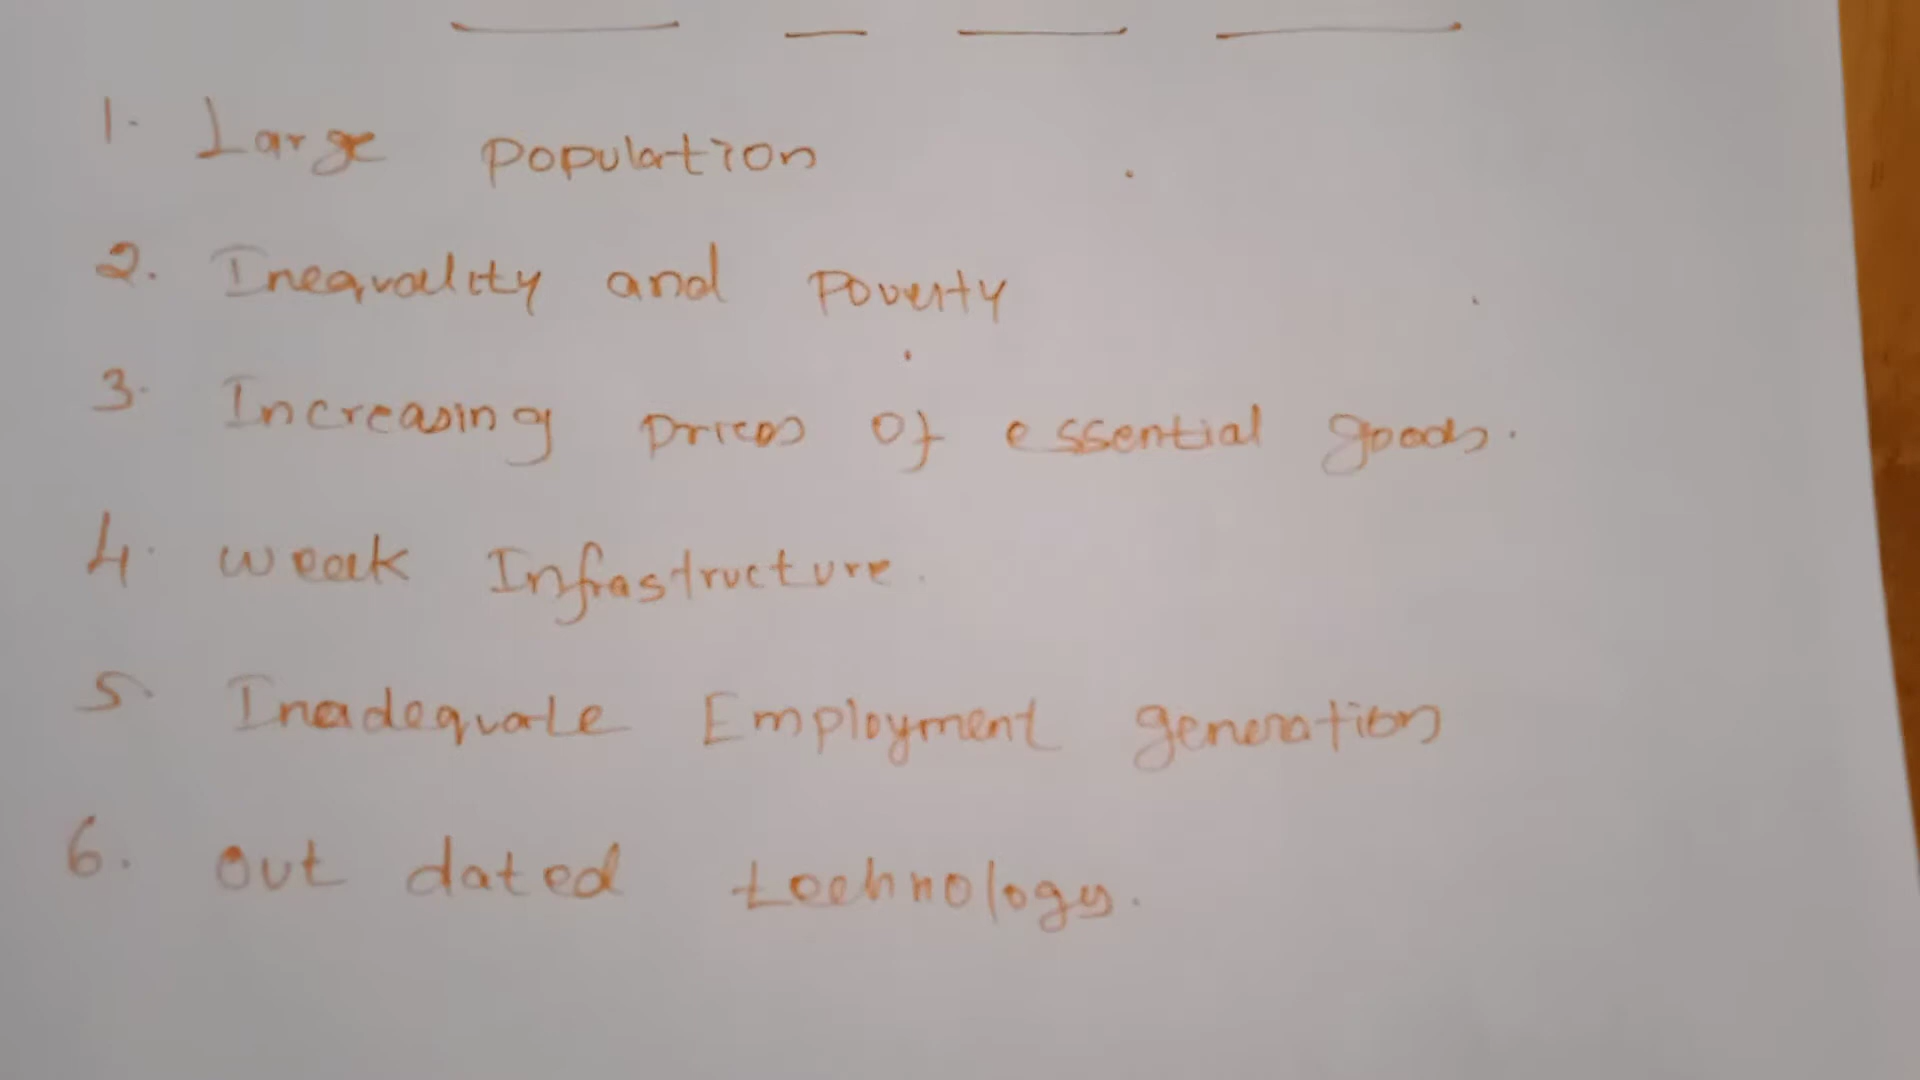 1. Large population
2. Inequality and Poverty
3. Increasing prices of essential goods.
4. weak Infrastructure.
5. Inadequate Employment generation
6. out dated technology.